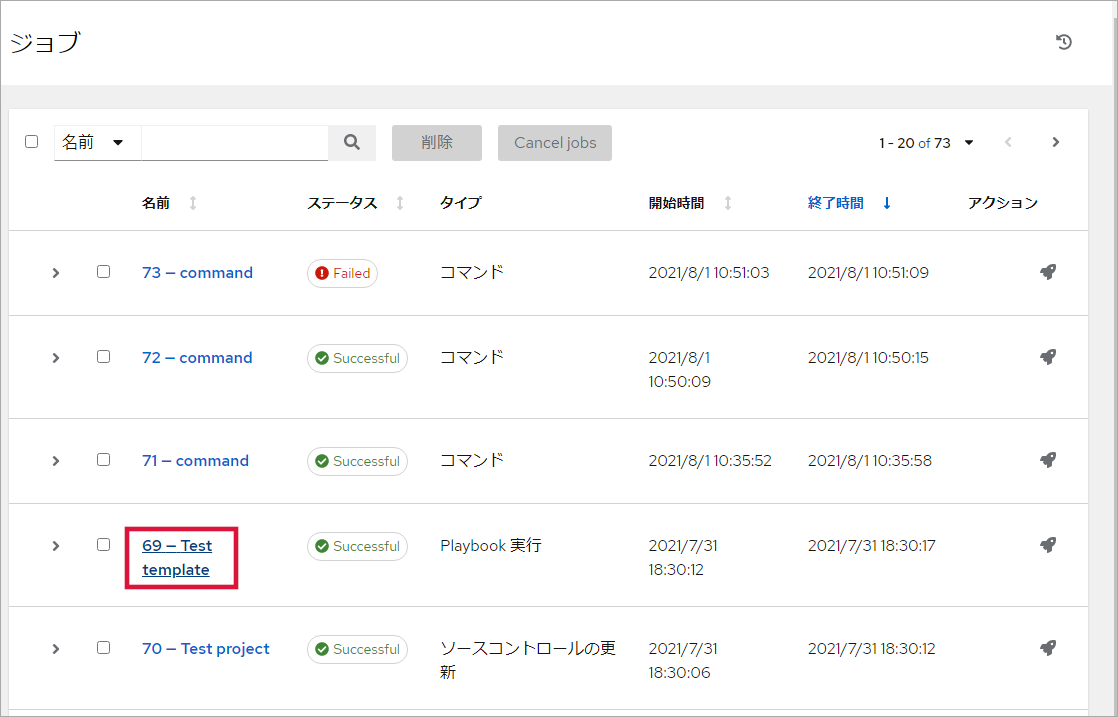 ジョブ
名前
削除
Cancel jobs
1 - 20 of 73
名前 ステータス タイプ 開始時間 終了時間 アクション
73 – command Failed コマンド 2021/8/1 10:51:03 2021/8/1 10:51:09
72 – command Successful コマンド 2021/8/1 2021/8/1 10:50:15
10:50:09
71 – command Successful コマンド 2021/8/1 10:35:52 2021/8/1 10:35:58
69 – Test Successful Playbook 実行 2021/7/31 2021/7/31 18:30:17
template 18:30:12
70 – Test project Successful ソースコントロールの更 2021/7/31 2021/7/31 18:30:12
新 18:30:06